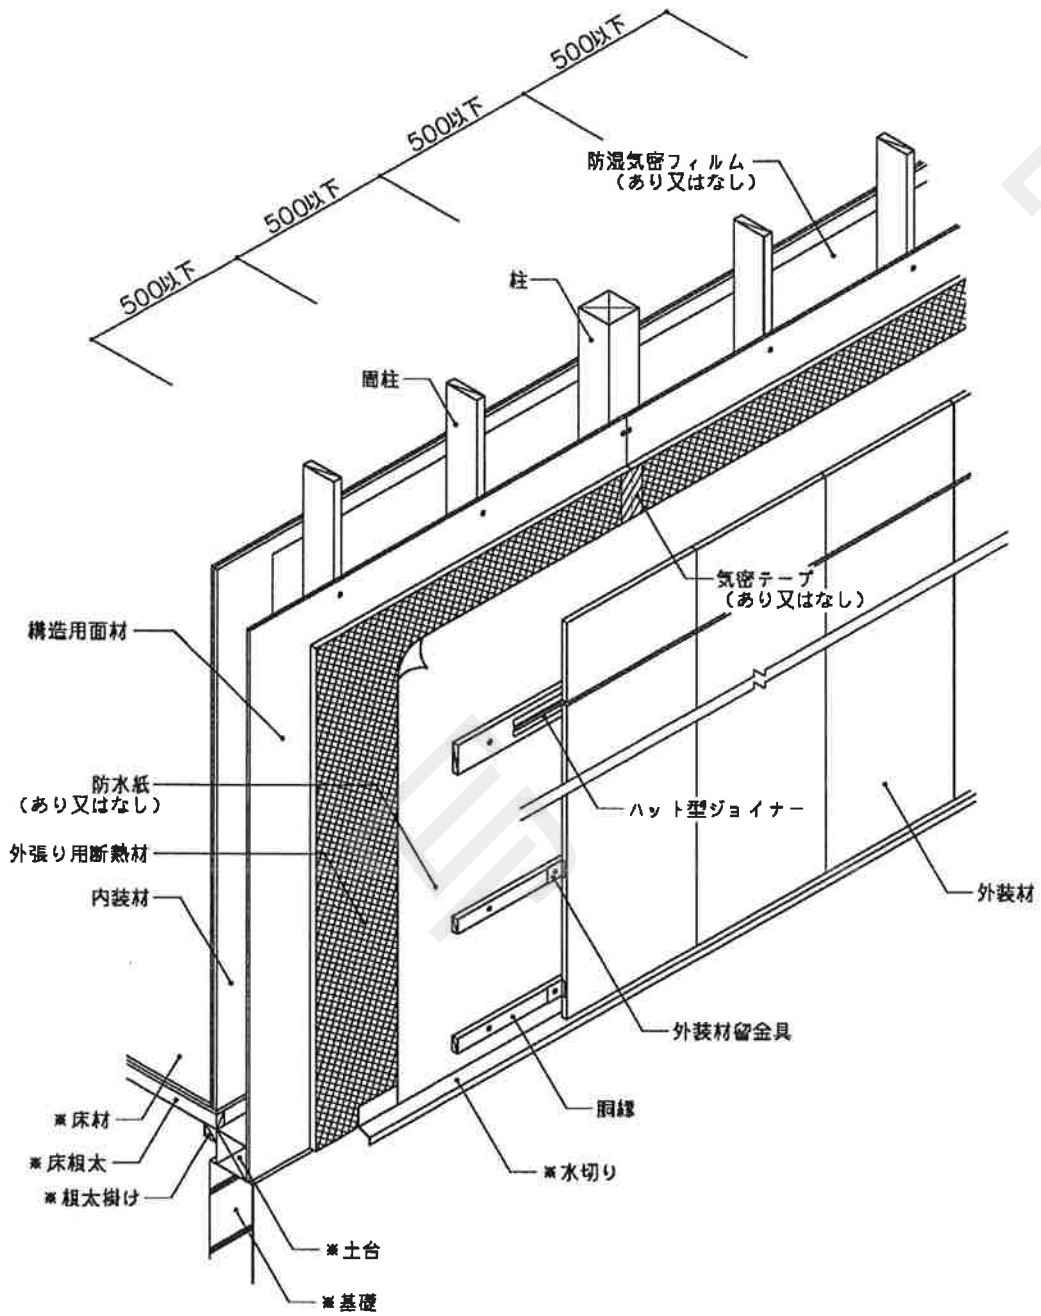 500以下
500以下
500以下
500以下
防湿気密フィルム
（あり又はなし）
柱
間柱
気密テープ
（あり又はなし）
構造用面材
防水紙
（あり又はなし）
ハット型ジョイナー
外張り用断熱材
内装材
外装材
外装材留金具
胴縁
※床材
※床根太
※水切り
※根太掛け
※土台
※基礎